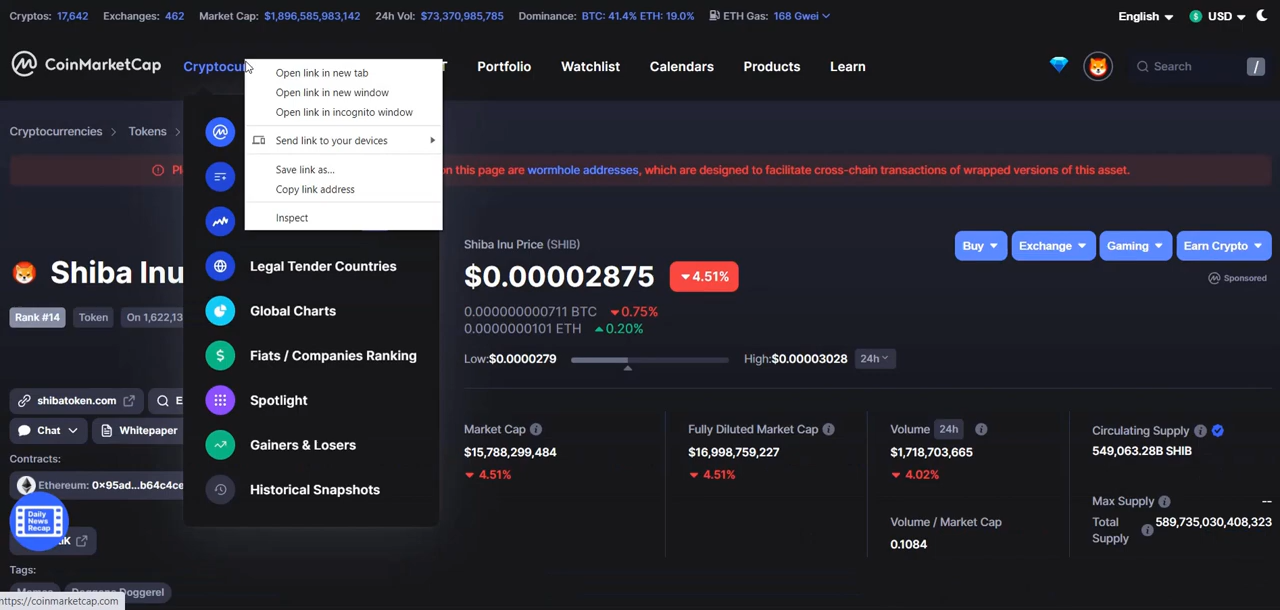 Cryptos: 17,642 Exchanges: 462 Market Cap: $1,896,585,983,142 24h Vol: $73,370,985,785 Dominance: BTC: 41.4% ETH: 19.0% ETH Gas: 168 Gwei English USD
CoinMarketCap Cryptocur T Portfolio Watchlist Calendars Products Learn Search /
Open link in new tab
Open link in new window
Open link in incognito window
Send link to your devices
Save link as...
Copy link address
Inspect
Cryptocurrencies Tokens
on this page are wormhole addresses, which are designed to facilitate cross-chain transactions of wrapped versions of this asset.
Legal Tender Countries
Global Charts
Fiats / Companies Ranking
Spotlight
Gainers & Losers
Historical Snapshots
Shiba Inu
Rank #14 Token On 1,622,13
shibatoken.com E
Chat Whitepaper
Contracts:
Ethereum: 0x95ad...b64c4ce
Daily
News
Recap
Tags:
Memes Doggone Doggerel
https://coinmarketcap.com
Shiba Inu Price (SHIB)
$0.00002875 4.51%
0.000000000711 BTC 0.75%
0.0000000101 ETH 0.20%
Low:$0.0000279 High:$0.00003028 24h
Buy Exchange Gaming Earn Crypto
Sponsored
Market Cap
$15,788,299,484
4.51%
Fully Diluted Market Cap
$16,998,759,227
4.51%
Volume 24h
$1,718,703,665
4.02%
Volume / Market Cap
0.1084
Circulating Supply
549,063.28B SHIB
Max Supply --
Total Supply 589,735,030,408,323